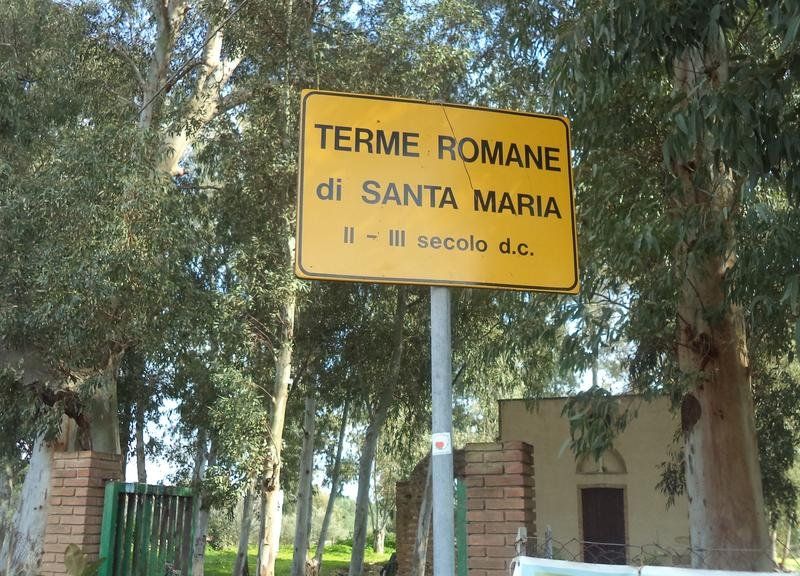 TERME ROMANE
di SANTA MARIA
II - III secolo d.c.